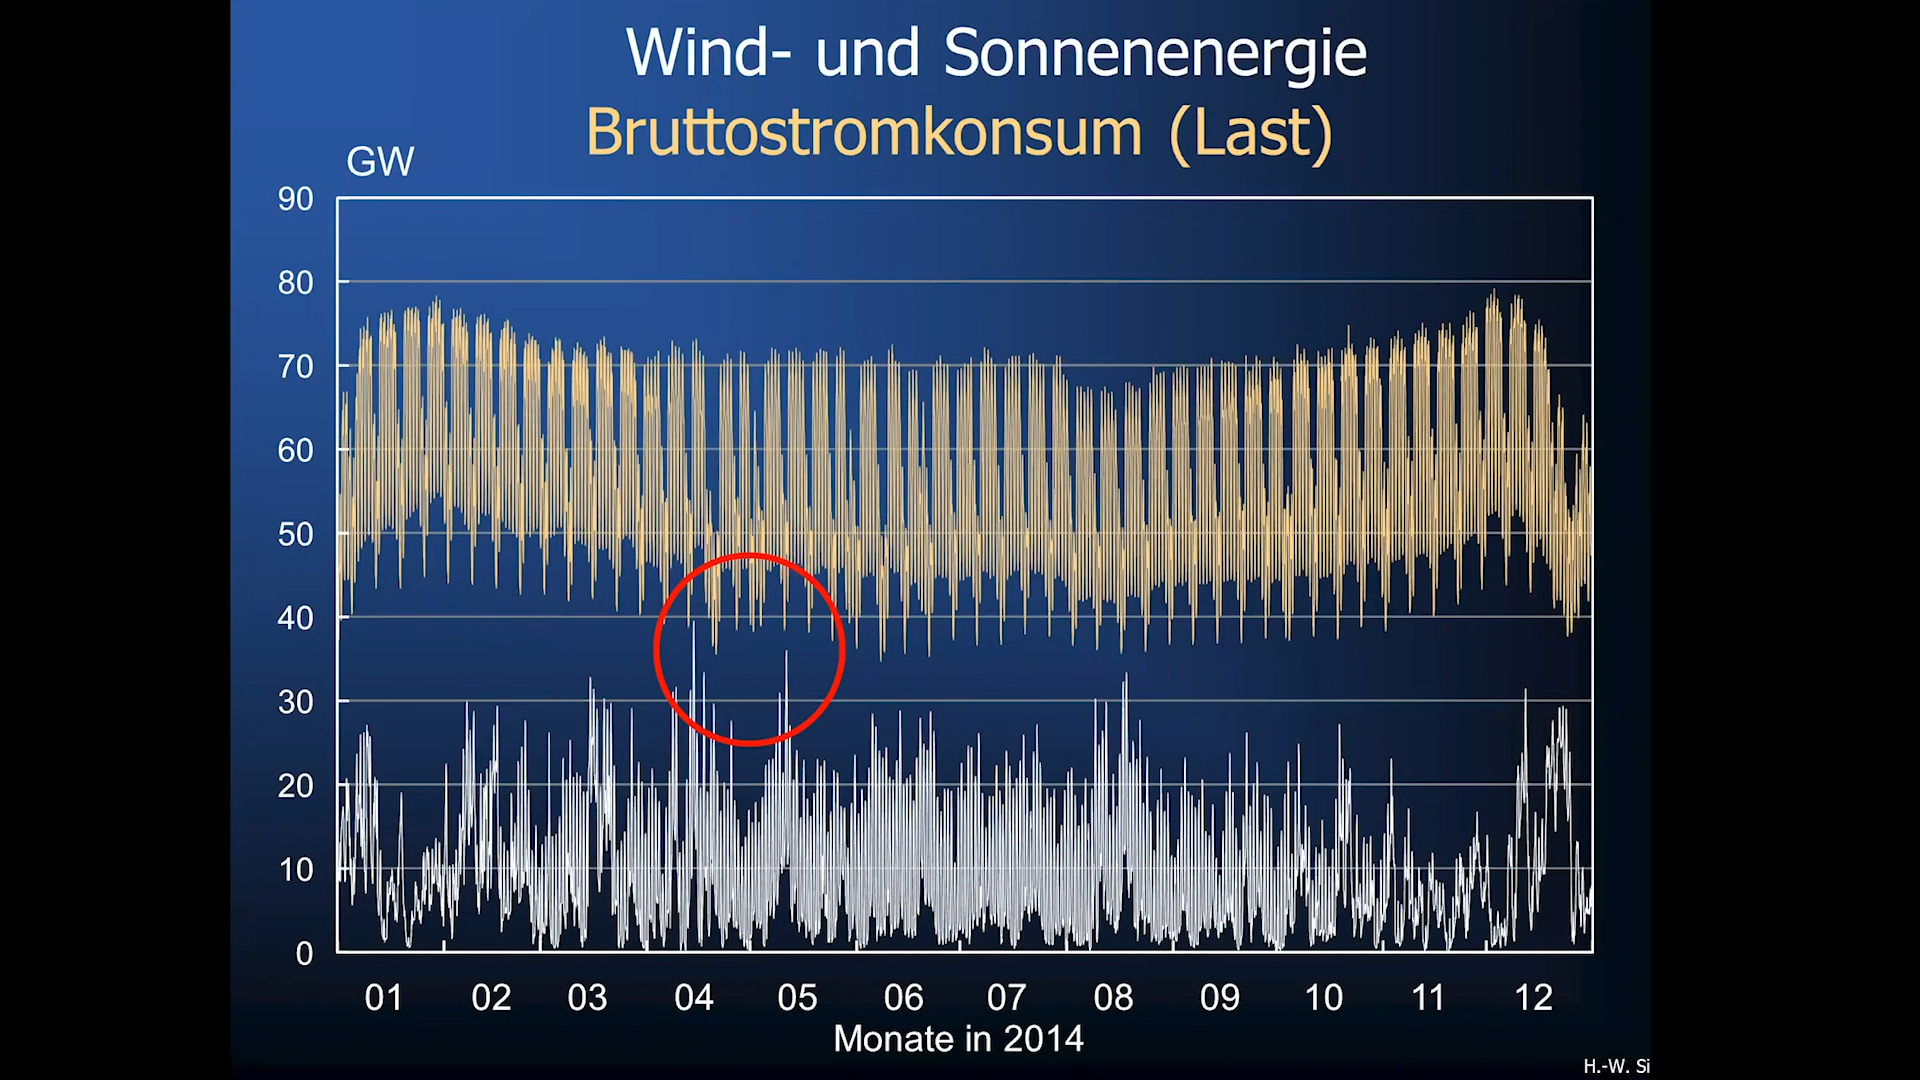 Wind- und Sonnenenergie
Bruttostromkonsum (Last)
GW
90
80
70
60
50
40
30
20
10
0
01 02 03 04 05 06 07 08 09 10 11 12
Monate in 2014
H.-W. Si